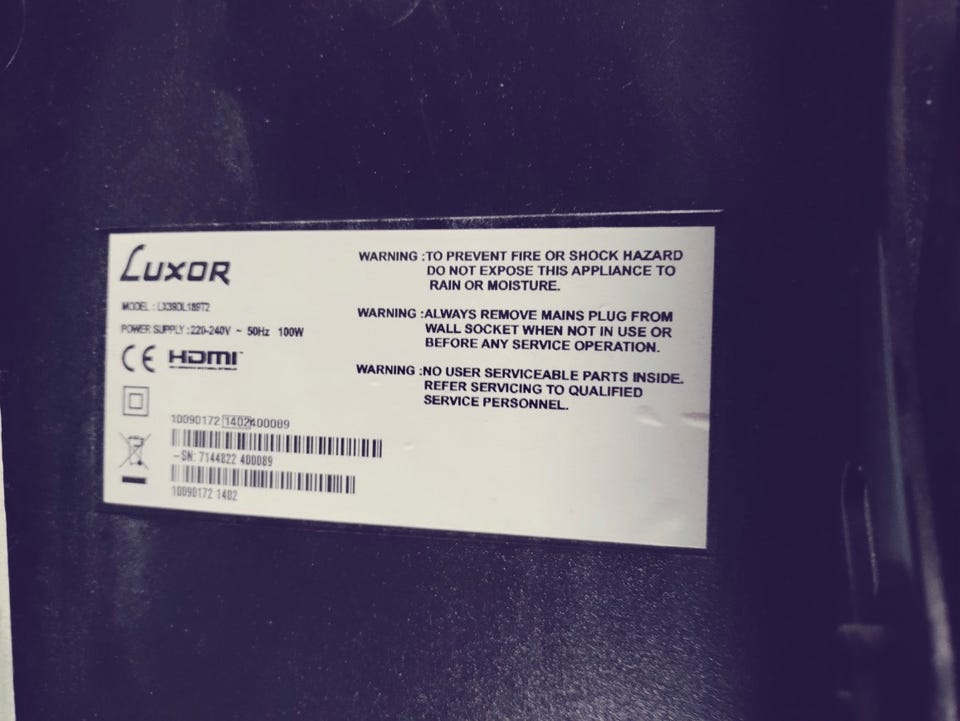 LUXOR
MODEL : LX39DL189T2
POWER SUPPLY : 220-240V ~ 50Hz 100W
CE HDMI
WARNING :TO PREVENT FIRE OR SHOCK HAZARD
DO NOT EXPOSE THIS APPLIANCE TO
RAIN OR MOISTURE.
WARNING :ALWAYS REMOVE MAINS PLUG FROM
WALL SOCKET WHEN NOT IN USE OR
BEFORE ANY SERVICE OPERATION.
WARNING :NO USER SERVICEABLE PARTS INSIDE.
REFER SERVICING TO QUALIFIED
SERVICE PERSONNEL.
10090172 1402400089
-SN: 7144822 400089
10090172 1402